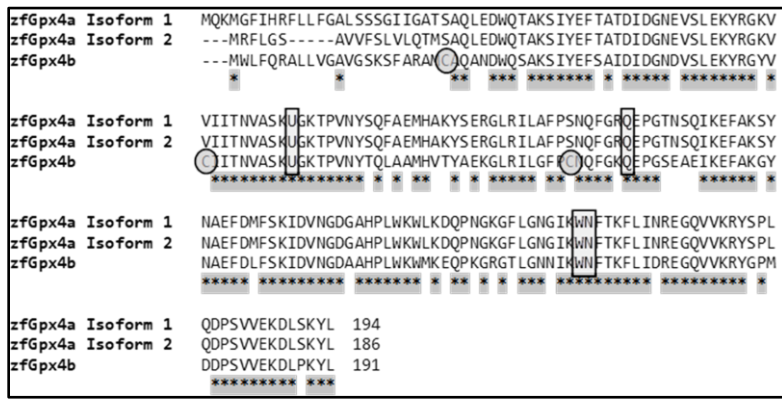 zfGpx4a Isoform 1 MQKMGFIHRFLLFGALSSSGIIGATSAQLEDWQTAKSIYEFTATDIDGNEVSLEKYRGKV
zfGpx4a Isoform 2 ---MRFLGS-----AVVFSLVLQTMSAQLEDWQTAKSIYEFTATDIDGNEVSLEKYRGKV
zfGpx4b ---MWLFQRALLVGAVGSKSFARAMCAQANDWQSAKSIYEFSAIDIDGNDVSLEKYRGYV
* * ** *** ******* * ***** ******** *
zfGpx4a Isoform 1 VIITNVASKUGKTPVNYSQFAEMHAKYSERGLRILAFPSNQFGRQEPGTNSQIKEFAKSY
zfGpx4a Isoform 2 VIITNVASKUGKTPVNYSQFAEMHAKYSERGLRILAFPSNQFGRQEPGTNSQIKEFAKSY
zfGpx4b CIITNVASKUGKTPVNYTQLAAMHVTYAEKGLRILGFPCNQFGKQEPGSEAEIKEFAKGY
**************** * * ** * * ***** ** **** **** ****** *
zfGpx4a Isoform 1 NAEFDMFSKIDVNGDGAHPLWKWLKDQPNGKGFLGNGIKWNFTKFLINREGQVVKRYSPL
zfGpx4a Isoform 2 NAEFDMFSKIDVNGDGAHPLWKWLKDQPNGKGFLGNGIKWNFTKFLINREGQVVKRYSPL
zfGpx4b NAEFDLFSKIDVNGDAAHPLWKWMKEQPKGRGTLGNNIKWNFTKFLIDREGQVVKRYGPM
***** ********* ******* * ** * * *** ********** ********* *
zfGpx4a Isoform 1 QDPSVVEKDLSKYL 194
zfGpx4a Isoform 2 QDPSVVEKDLSKYL 186
zfGpx4b DDPSVVEKDLPKYL 191
********* ***